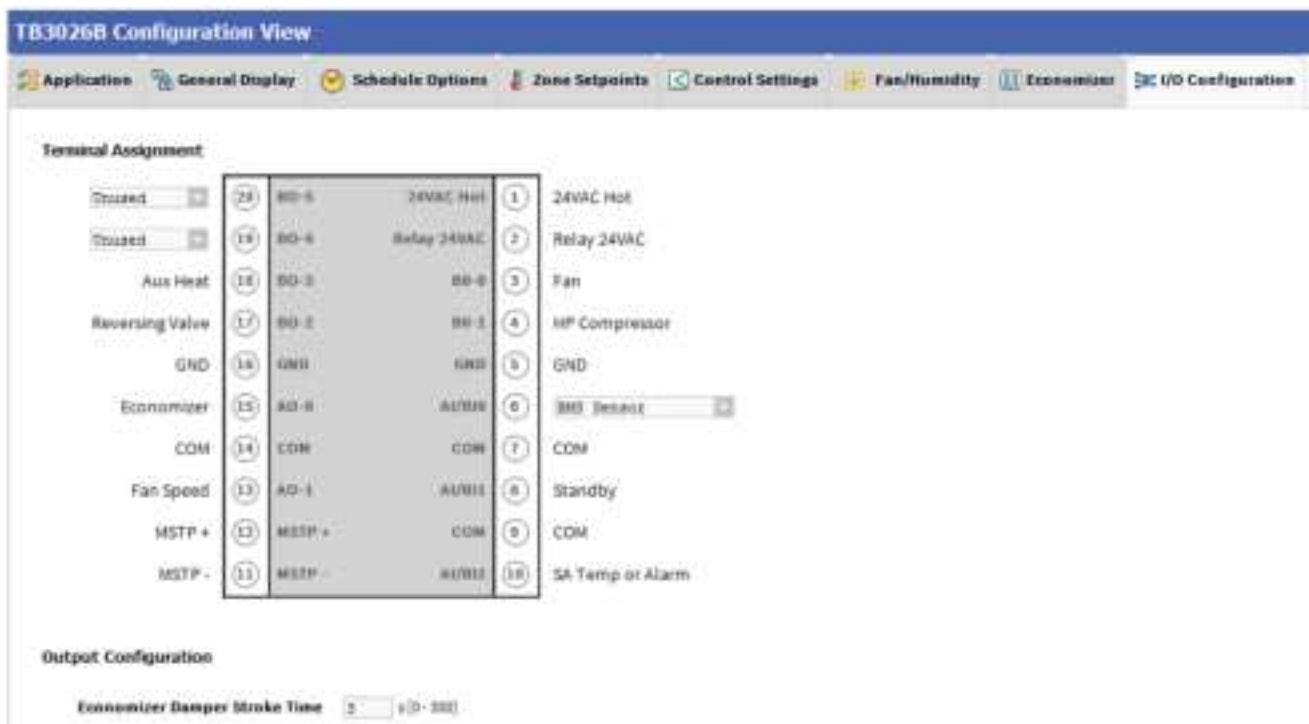 TB3026B Configuration View
Application General Display Schedule Options Zone Setpoints Control Settings Fan/Humidity Economizer I/O Configuration
Terminal Assignment
Unused 20 BO-5 24VAC Hot 1 24VAC Hot
Unused 19 BO-4 Relay 24VAC 2 Relay 24VAC
Aux Heat 18 BO-3 BO-0 3 Fan
Reversing Valve 17 BO-2 BO-1 4 HP Compressor
GND 16 GND GND 5 GND
Economizer 15 AO-0 AI/BI0 6 Sensor
COM 14 COM COM 7 COM
Fan Speed 13 AO-1 AI/BI1 8 Standby
MSTP + 12 MSTP + COM 9 COM
MSTP - 11 MSTP - AI/BI2 10 SA Temp or Alarm
Output Configuration
Economizer Damper Stroke Time